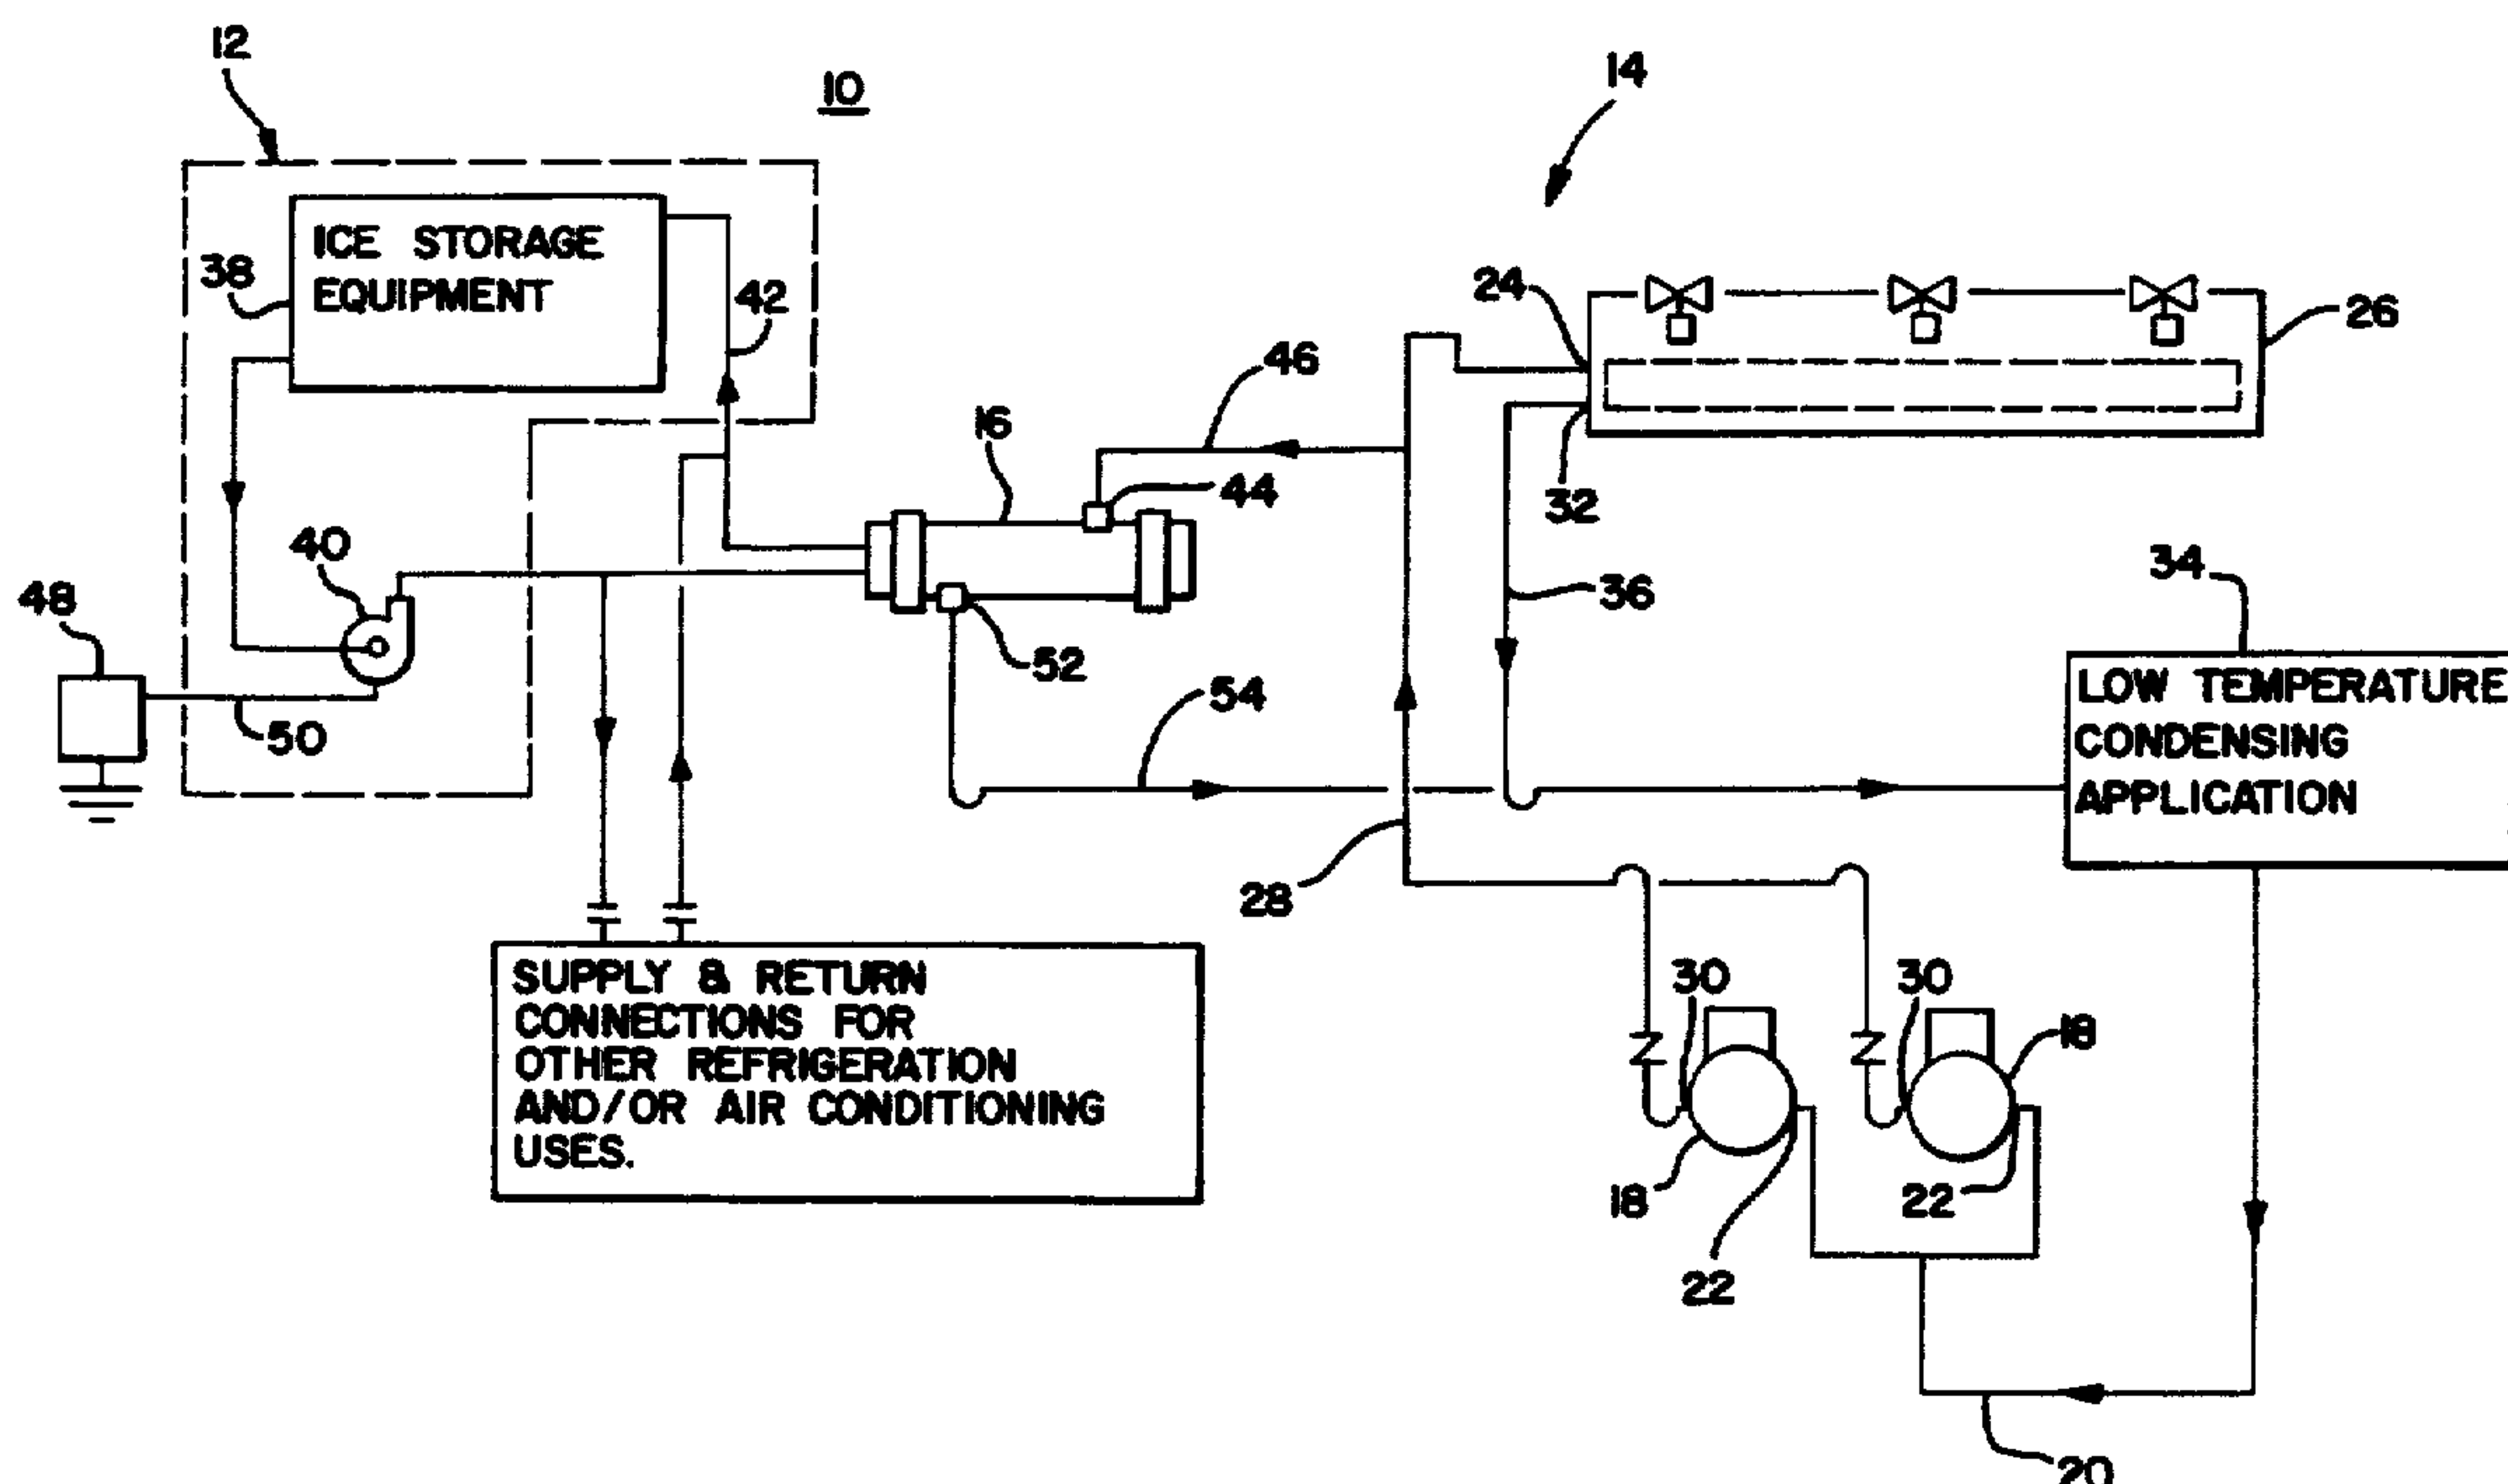 12
10
14
ICE STORAGE
EQUIPMENT
38
42
24
26
46
16
44
32
40
48
36
34
52
54
50
LOW TEMPERATURE
CONDENSING
APPLICATION
28
SUPPLY & RETURN
CONNECTIONS FOR
OTHER REFRIGERATION
AND/OR AIR CONDITIONING
USES.
30
30
18
18
22
22
20